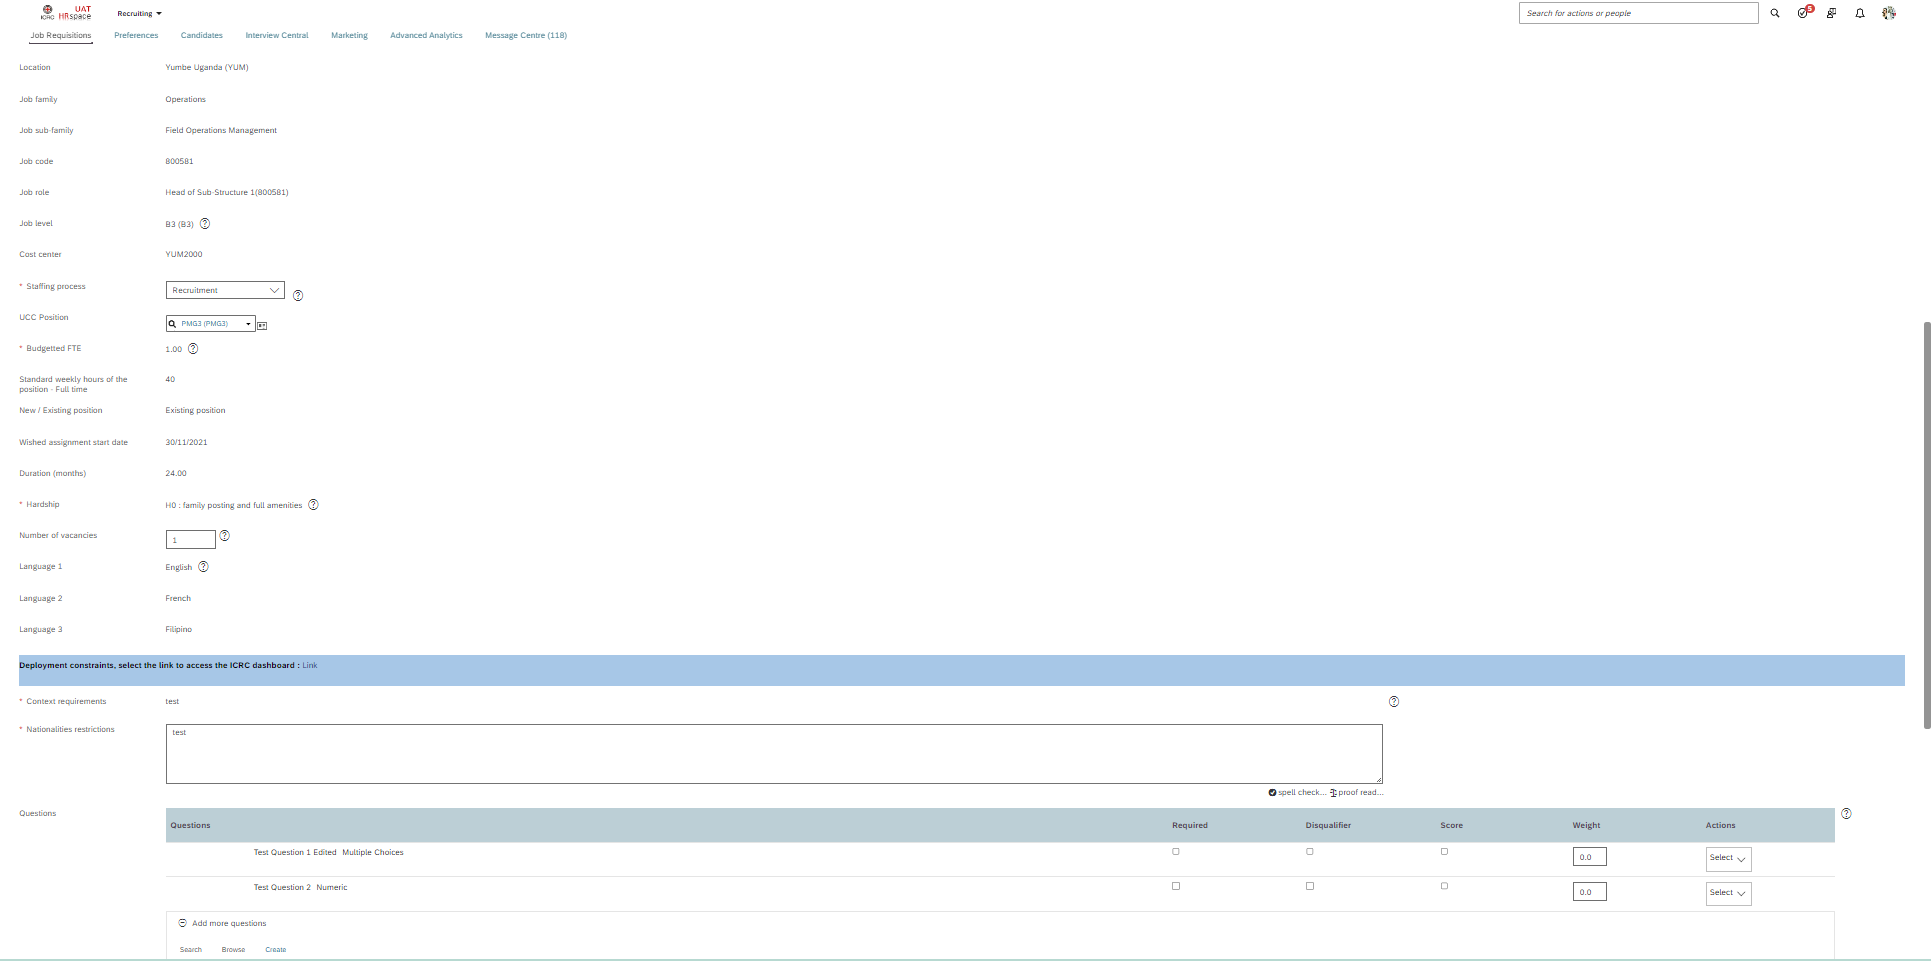 ICRC UAT HRspace Recruiting Search for actions or people 5
Job Requisitions Preferences Candidates Interview Central Marketing Advanced Analytics Message Centre (118)
Location Yumbe Uganda (YUM)
Job family Operations
Job sub-family Field Operations Management
Job code 800581
Job role Head of Sub-Structure 1(800581)
Job level B3 (B3)
Cost center YUM2000
* Staffing process Recruitment
UCC Position PMG3 (PMG3)
* Budgetted FTE 1.00
Standard weekly hours of the position - Full time 40
New / Existing position Existing position
Wished assignment start date 30/11/2021
Duration (months) 24.00
* Hardship H0 : family posting and full amenities
Number of vacancies 1
Language 1 English
Language 2 French
Language 3 Filipino
Deployment constraints, select the link to access the ICRC dashboard : Link
* Context requirements test
* Nationalities restrictions test
spell check... proof read...
Questions
Questions Required Disqualifier Score Weight Actions
Test Question 1 Edited Multiple Choices 0.0 Select
Test Question 2 Numeric 0.0 Select
Add more questions
Search Browse Create